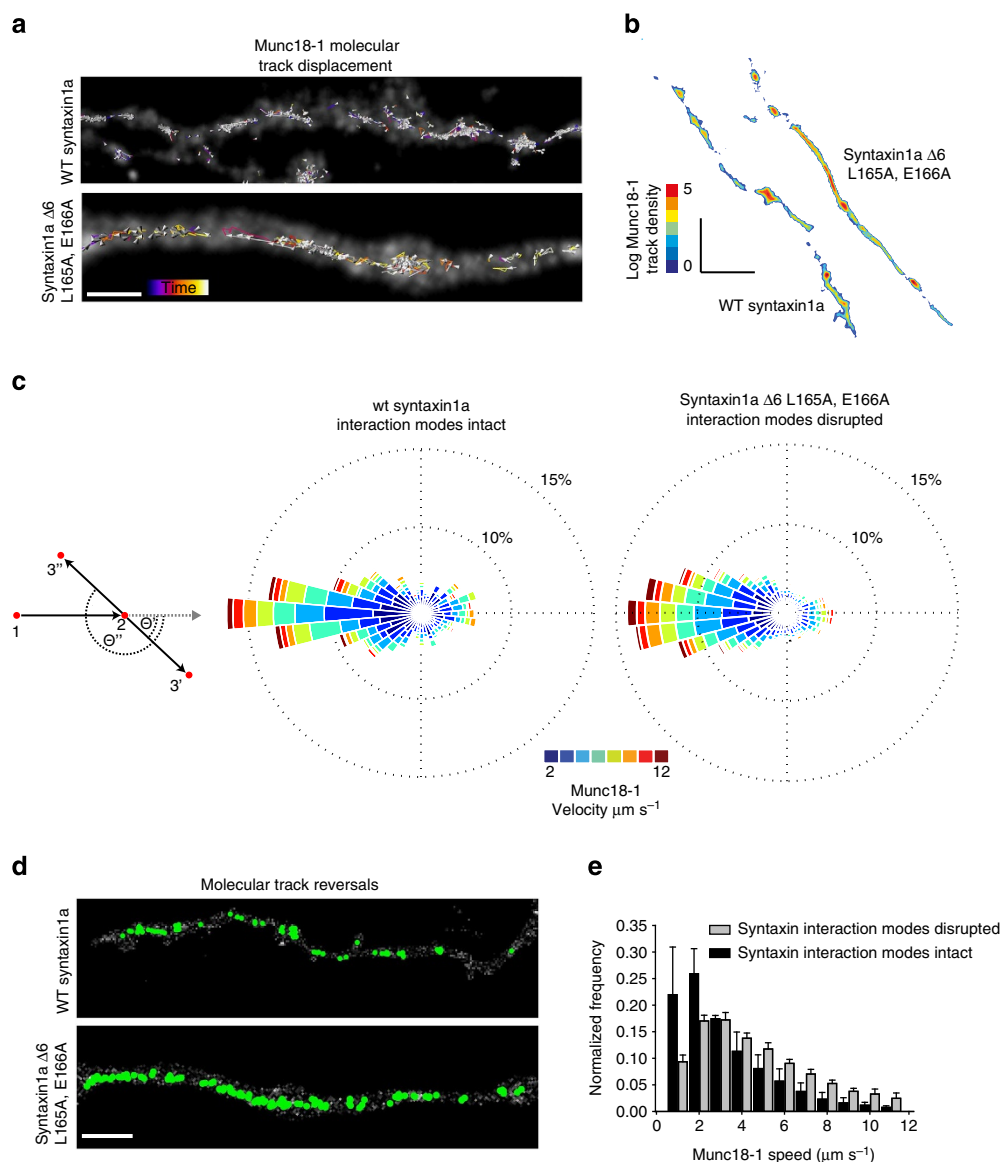 a
Munc18-1 molecular
track displacement
WT syntaxin1a
Syntaxin1a Δ6
L165A, E166A
Time
b
Syntaxin1a Δ6
L165A, E166A
Log Munc18-1
track density
5
0
WT syntaxin1a
c
wt syntaxin1a
interaction modes intact
Syntaxin1a Δ6 L165A, E166A
interaction modes disrupted
15%
10%
15%
10%
3''
1
2
Θ'
Θ''
3'
2
12
Munc18-1
Velocity μm s⁻¹
d
Molecular track reversals
WT syntaxin1a
Syntaxin1a Δ6
L165A, E166A
e
Syntaxin interaction modes disrupted
Syntaxin interaction modes intact
Normalized frequency
0.35
0.30
0.25
0.20
0.15
0.10
0.05
0.00
0
2
4
6
8
10
12
Munc18-1 speed (μm s⁻¹)